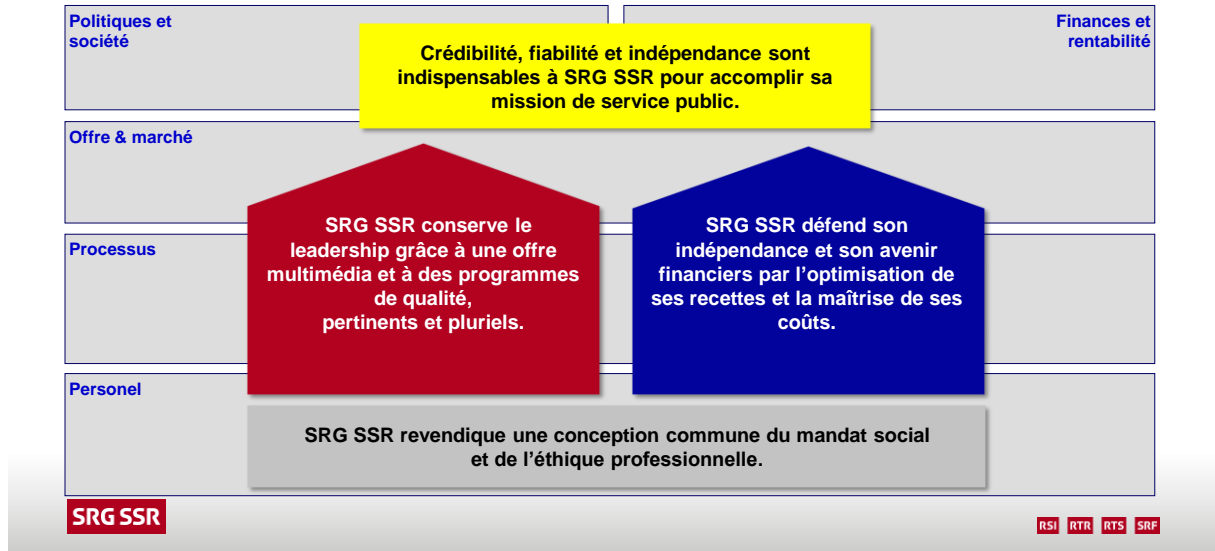 Politiques et
société
Finances et
rentabilité
Crédibilité, fiabilité et indépendance sont
indispensables à SRG SSR pour accomplir sa
mission de service public.
Offre & marché
SRG SSR conserve le
leadership grâce à une offre
multimédia et à des programmes
de qualité,
pertinents et pluriels.
SRG SSR défend son
indépendance et son avenir
financiers par l’optimisation de
ses recettes et la maîtrise de ses
coûts.
Processus
Personel
SRG SSR revendique une conception commune du mandat social
et de l’éthique professionnelle.
SRG SSR
RSI RTR RTS SRF